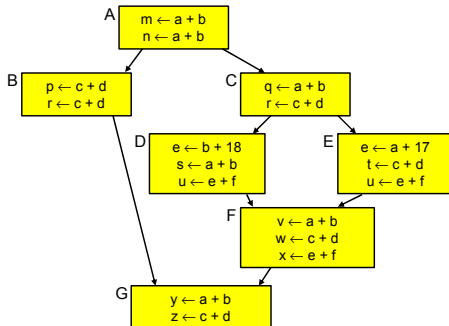 A
m ← a + b
n ← a + b
B
p ← c + d
r ← c + d
C
q ← a + b
r ← c + d
D
e ← b + 18
s ← a + b
u ← e + f
E
e ← a + 17
t ← c + d
u ← e + f
F
v ← a + b
w ← c + d
x ← e + f
G
y ← a + b
z ← c + d